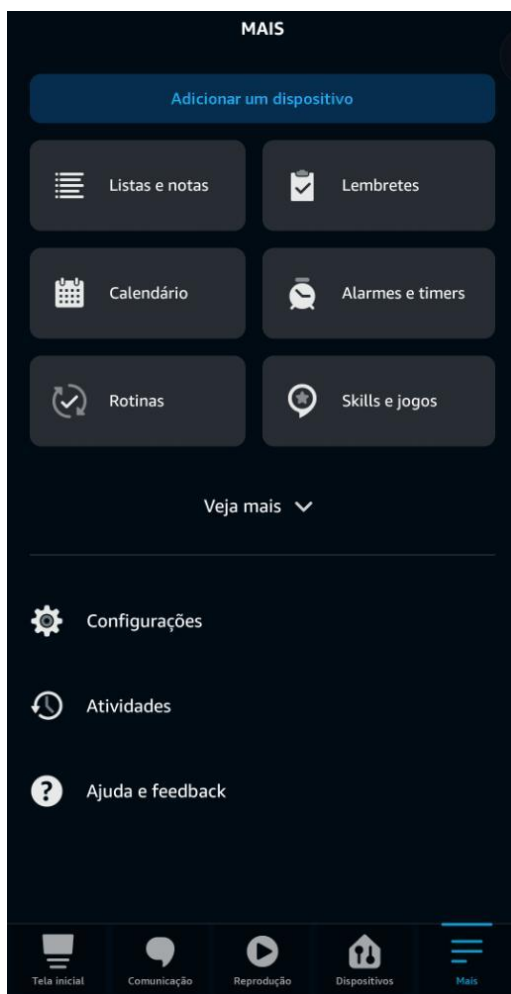 MAIS
Adicionar um dispositivo
Listas e notas
Lembretes
Calendário
Alarmes e timers
Rotinas
Skills e jogos
Veja mais
Configurações
Atividades
Ajuda e feedback
Tela inicial
Comunicação
Reprodução
Dispositivos
Mais